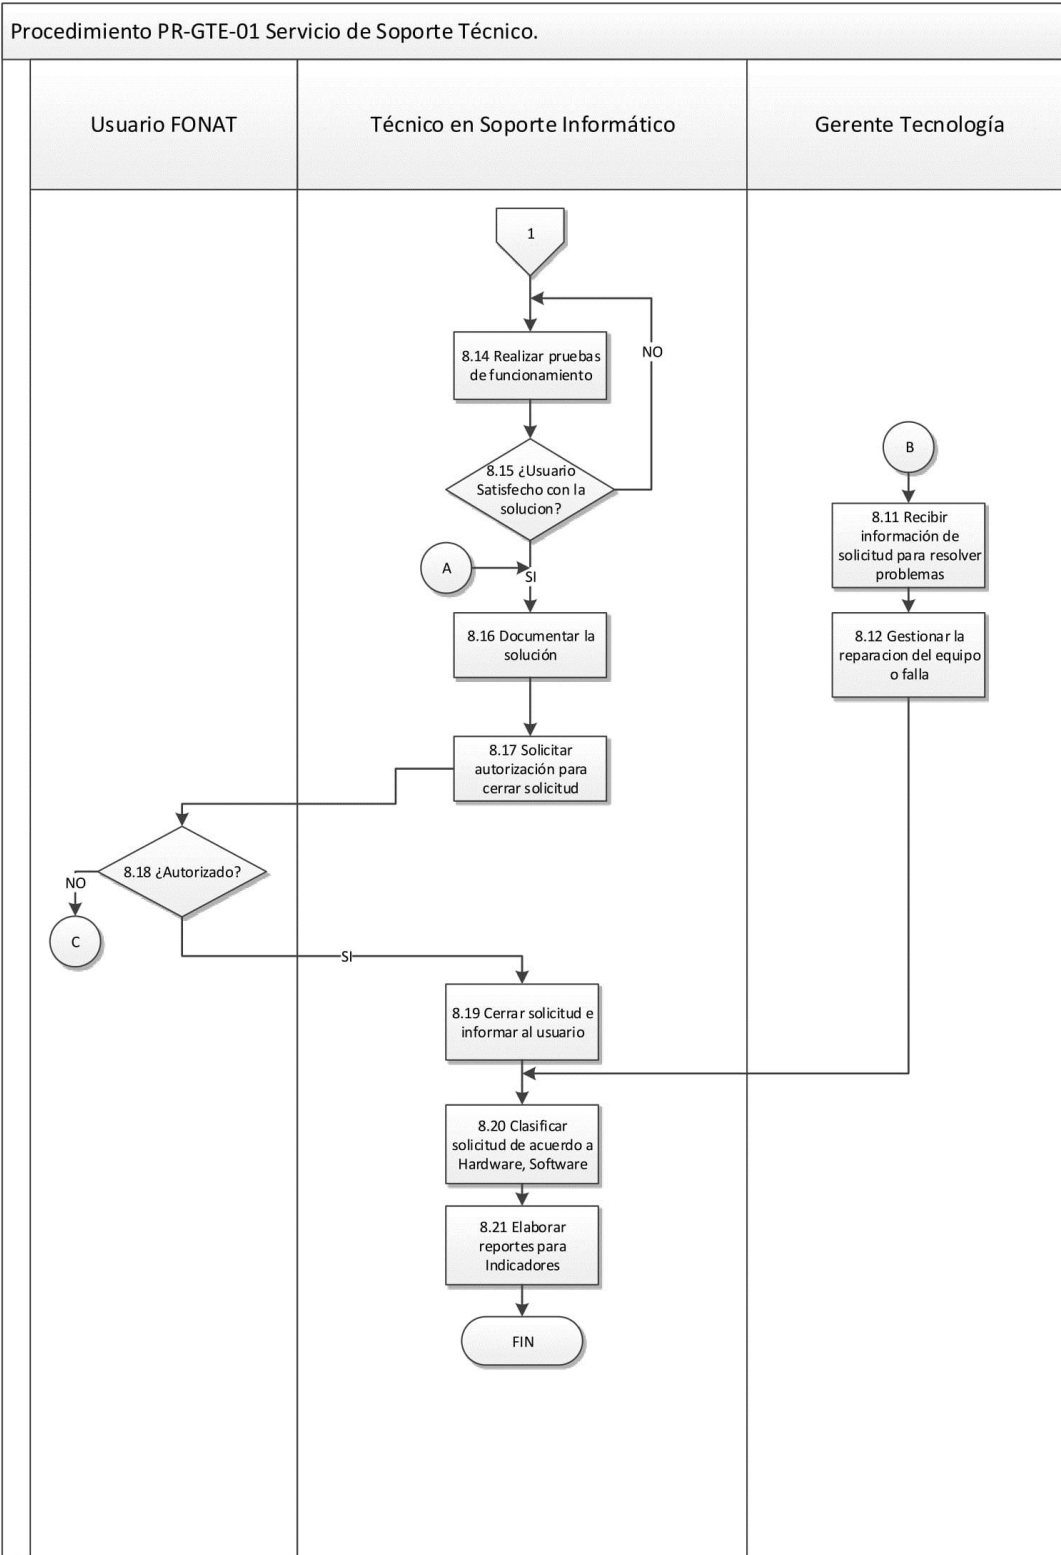 Procedimiento PR-GTE-01 Servicio de Soporte Técnico.
Usuario FONAT
Técnico en Soporte Informático
Gerente Tecnología
1
8.14 Realizar pruebas
de funcionamiento
NO
8.15 ¿Usuario
Satisfecho con la
solucion?
B
8.11 Recibir
información de
solicitud para resolver
problemas
A
SI
8.16 Documentar la
solución
8.12 Gestionar la
reparacion del equipo
o falla
8.17 Solicitar
autorización para
cerrar solicitud
8.18 ¿Autorizado?
NO
C
SI
8.19 Cerrar solicitud e
informar al usuario
8.20 Clasificar
solicitud de acuerdo a
Hardware, Software
8.21 Elaborar
reportes para
Indicadores
FIN